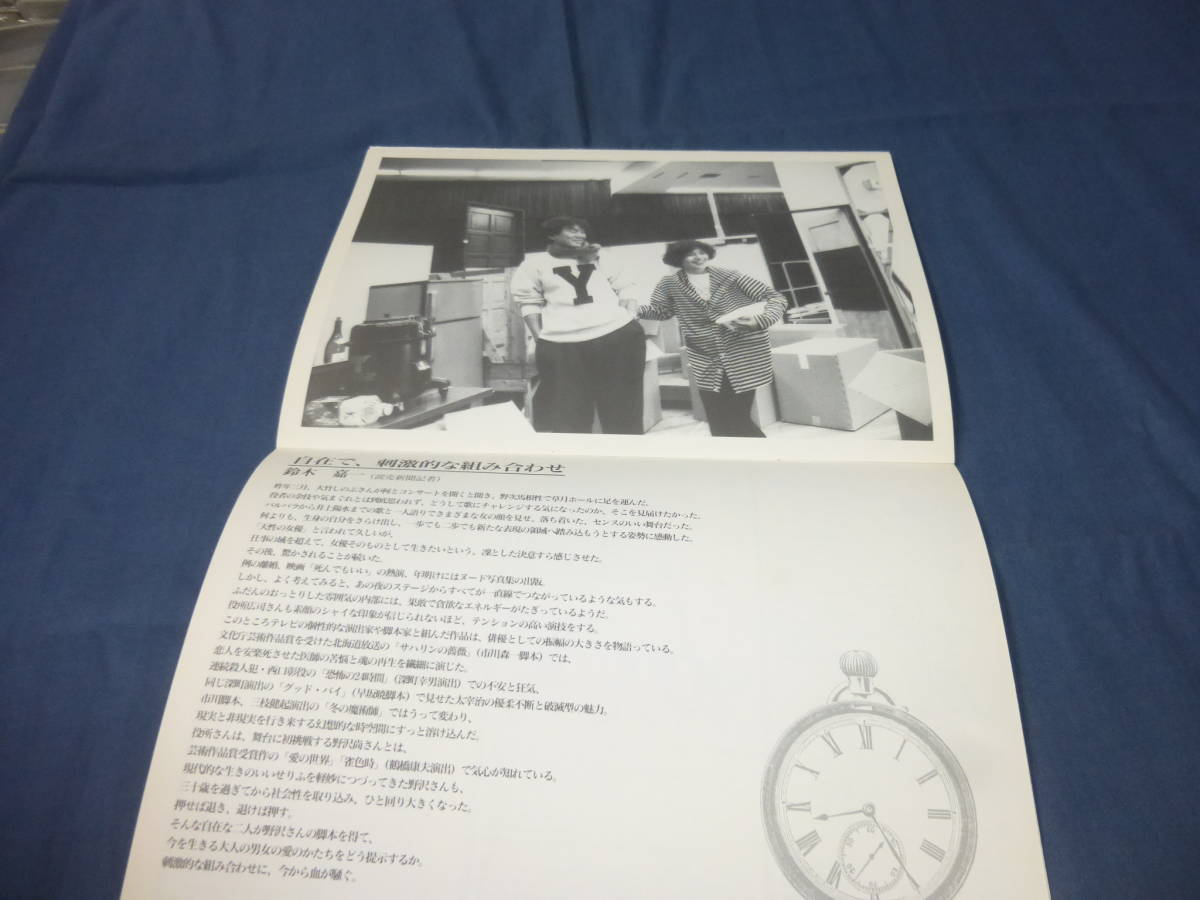 Y
自在で、刺激的な組み合わせ
鈴木 嘉一（読売新聞記者）
昨年二月、大竹しのぶさんが何とコンサートを開くと聞き、野次馬根性で草月ホールに足を運んだ。
役者の余技や気まぐれとは到底思われず、どうして歌にチャレンジする気になったのか、そこを見届けたかった。
バルバラから井上陽水までの歌と一人語りでさまざまな女の顔を見せ、落ち着いた、センスのいい舞台だった。
何よりも、生身の自分をさらけ出し、一歩でも二歩でも新たな表現の領域へ踏み込もうとする姿勢に感動した。
「天性の女優」と言われて久しいが、
仕事の域を超えて、女優そのものとして生きたいという、凜とした決意すら感じさせた。
その後、驚かされることが続いた。
例の離婚、映画「死んでもいい」の熱演、年明けにはヌード写真集の出版。
しかし、よく考えてみると、あの夜のステージからすべてが一直線でつながっているような気もする。
ふだんのおっとりした雰囲気の内部には、果敢で貪欲なエネルギーがたぎっているようだ。
役所広司さんも素顔のシャイな印象が信じられないほど、テンションの高い演技をする。
このところテレビの個性的な演出家や脚本家と組んだ作品は、俳優としての振幅の大きさを物語っている。
文化庁芸術作品賞を受けた北海道放送の「サハリンの薔薇」（市川森一脚本）では、
恋人を安楽死させた医師の苦悩と魂の再生を繊細に演じた。
連続殺人犯・西口彰役の「恐怖の24時間」（深町幸男演出）での不安と狂気、
同じ深町演出の「グッド・バイ」（早坂暁脚本）で見せた太宰治の優柔不断と破滅型の魅力。
市川脚本、三枝健起演出の「冬の魔術師」ではうって変わり、
現実と非現実を行き来する幻想的な時空間にすっと溶け込んだ。
役所さんは、舞台に初挑戦する野沢尚さんとは、
芸術作品賞受賞作の「愛の世界」「雀色時」（鶴橋康夫演出）で気心が知れている。
現代的な生きのいいせりふを軽妙につづってきた野沢さんも、
三十歳を過ぎてから社会性を取り込み、ひと回り大きくなった。
押せば退き、退けば押す。
そんな自在な二人が野沢さんの脚本を得て、
今を生きる大人の男女の愛のかたちをどう提示するか。
刺激的な組み合わせに、今から血が騒ぐ。